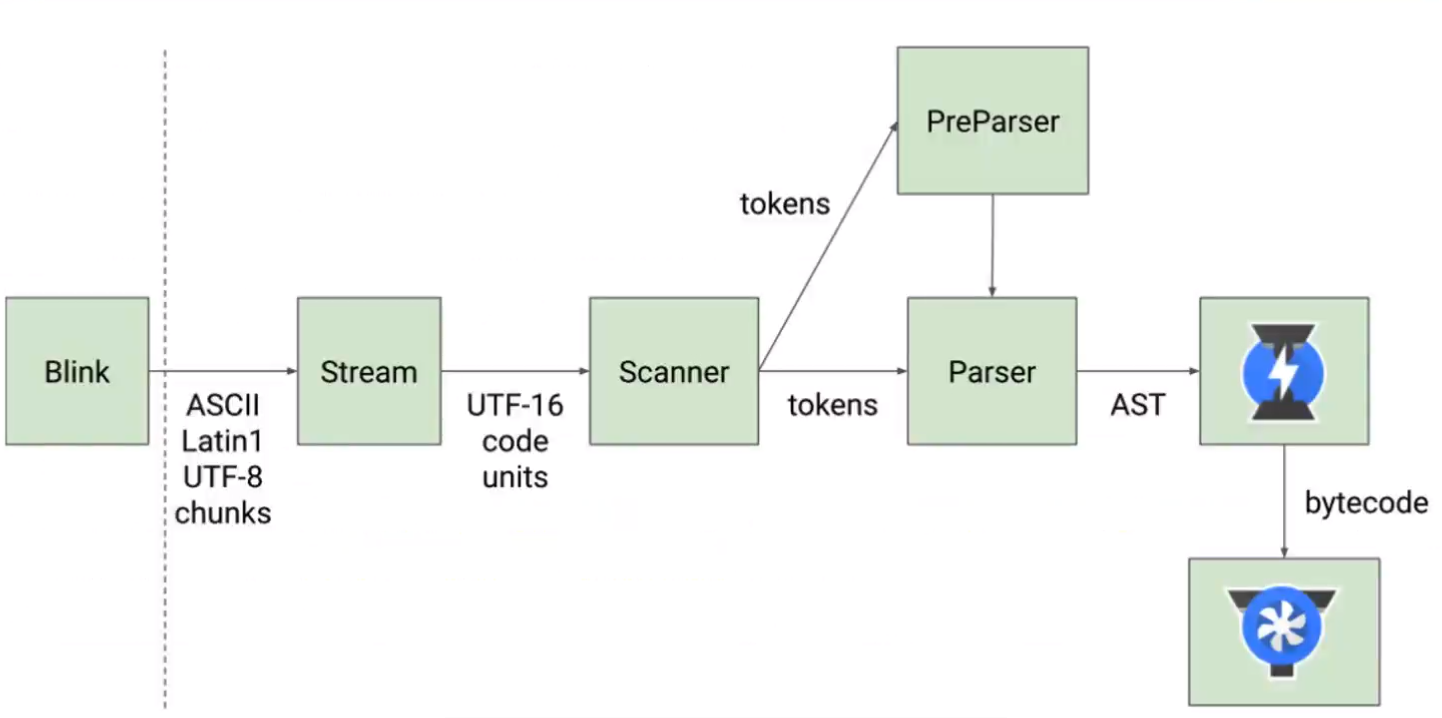 PreParser
tokens
Blink
Stream
Scanner
Parser
ASCII
Latin1
UTF-8
chunks
UTF-16
code
units
tokens
AST
bytecode